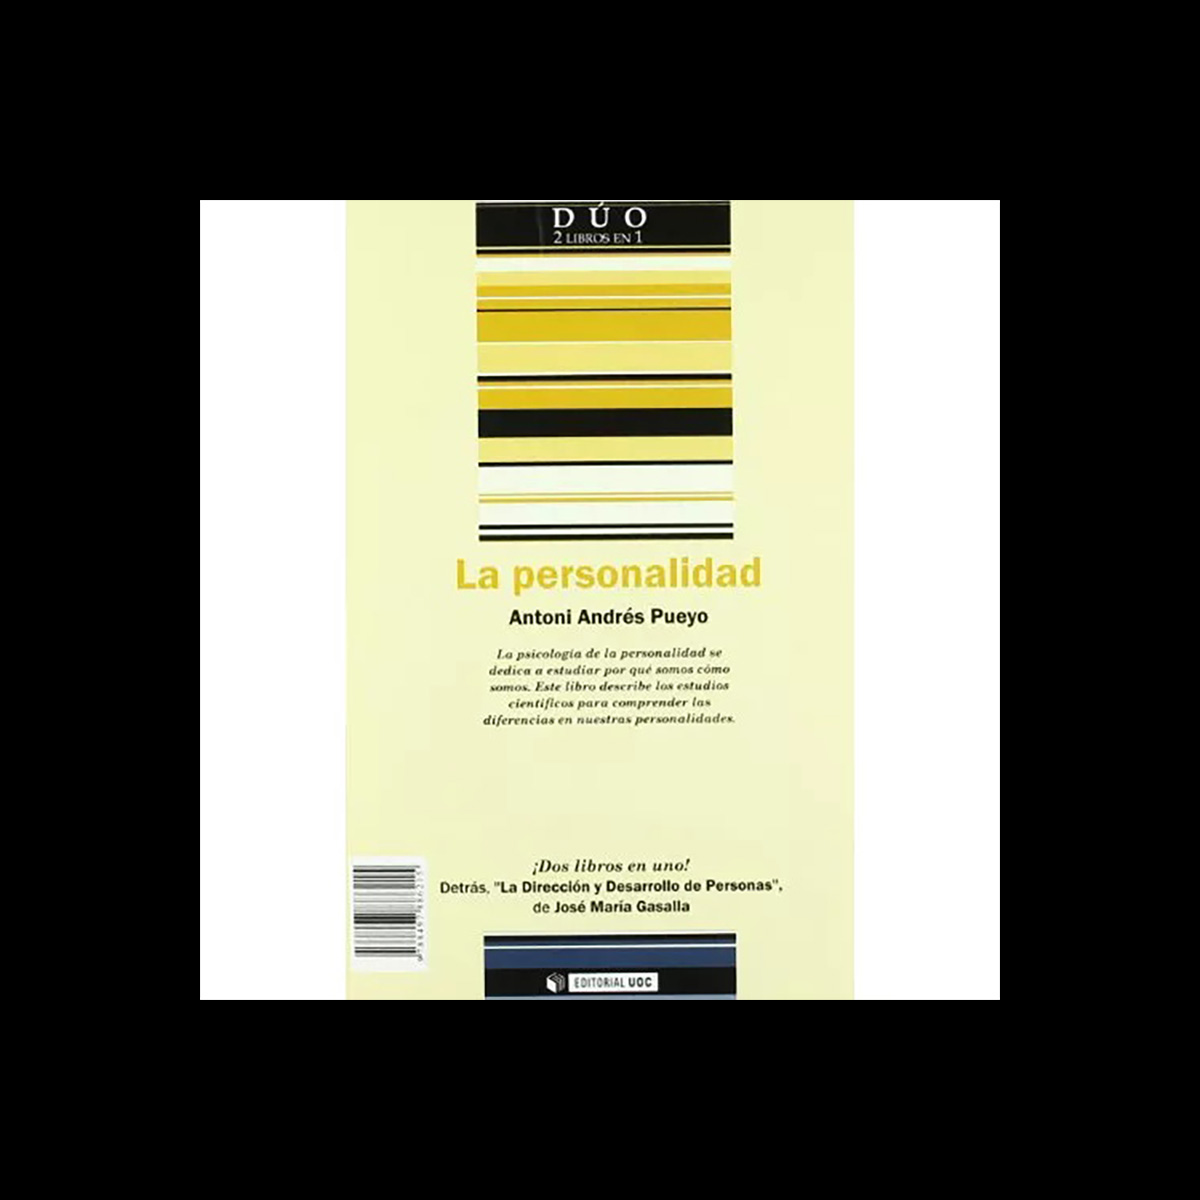 DÚO
2 LIBROS EN 1
La personalidad
Antoni Andrés Pueyo
La psicología de la personalidad se
dedica a estudiar por qué somos cómo
somos. Este libro describe los estudios
científicos para comprender las
diferencias en nuestras personalidades.
¡Dos libros en uno!
Detrás, "La Dirección y Desarrollo de Personas",
de José María Gasalla
EDITORIAL UOC